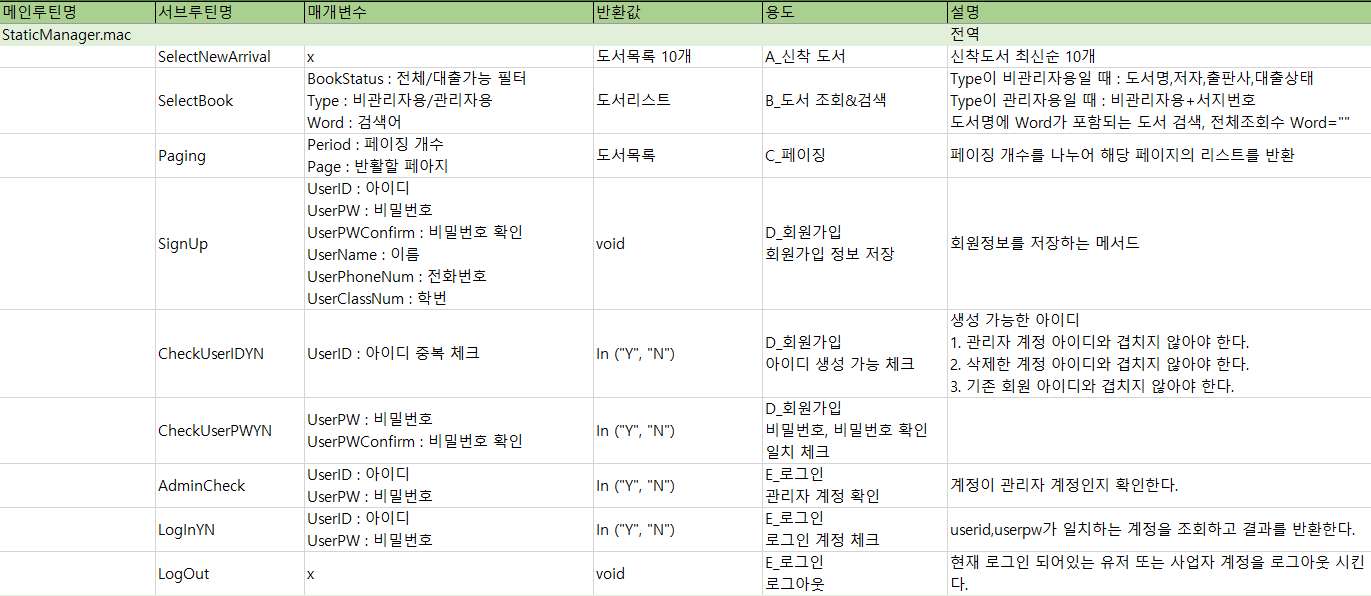 메인루틴명 서브루틴명 매개변수 반환값 용도 설명
StaticManager.mac 전역
SelectNewArrival x 도서목록 10개 A_신착 도서 신착도서 최신순 10개
SelectBook
BookStatus : 전체/대출가능 필터
Type : 비관리자용/관리자용
Word : 검색어
도서리스트
B_도서 조회&검색
Type이 비관리자용일 때 : 도서명,저자,출판사,대출상태
Type이 관리자용일 때 : 비관리자용+서지번호
도서명에 Word가 포함되는 도서 검색, 전체조회수 Word=""
Paging
Period : 페이징 개수
Page : 반활할 페아지
도서목록
C_페이징
페이징 개수를 나누어 해당 페이지의 리스트를 반환
SignUp
UserID : 아이디
UserPW : 비밀번호
UserPWConfirm : 비밀번호 확인
UserName : 이름
UserPhoneNum : 전화번호
UserClassNum : 학번
void
D_회원가입
회원가입 정보 저장
회원정보를 저장하는 메서드
CheckUserIDYN
UserID : 아이디 중복 체크
In ("Y", "N")
D_회원가입
아이디 생성 가능 체크
생성 가능한 아이디
1. 관리자 계정 아이디와 겹치지 않아야 한다.
2. 삭제한 계정 아이디와 겹치지 않아야 한다.
3. 기존 회원 아이디와 겹치지 않아야 한다.
CheckUserPWYN
UserPW : 비밀번호
UserPWConfirm : 비밀번호 확인
In ("Y", "N")
D_회원가입
비밀번호, 비밀번호 확인
일치 체크
AdminCheck
UserID : 아이디
UserPW : 비밀번호
In ("Y", "N")
E_로그인
관리자 계정 확인
계정이 관리자 계정인지 확인한다.
LogInYN
UserID : 아이디
UserPW : 비밀번호
In ("Y", "N")
E_로그인
로그인 계정 체크
userid,userpw가 일치하는 계정을 조회하고 결과를 반환한다.
LogOut
x
void
E_로그인
로그아웃
현재 로그인 되어있는 유저 또는 사업자 계정을 로그아웃 시킨
다.